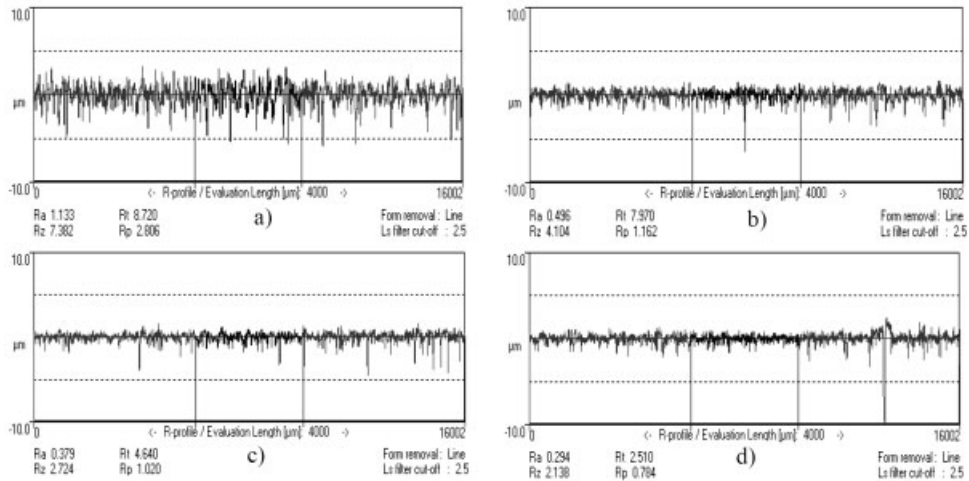 10.0
µm
-10.0
0
<- R-profile / Evaluation Length [µm]: 4000 ->
16002
Ra 1.133 Rt 8.720 Form removal: Line
Rz 7.382 Rp 2.806 Ls filter cut-off : 2.5
a)
10.0
µm
-10.0
0
<- R-profile / Evaluation Length [µm]: 4000 ->
16002
Ra 0.496 Rt 7.970 Form removal: Line
Rz 4.104 Rp 1.162 Ls filter cut-off : 2.5
b)
10.0
µm
-10.0
0
<- R-profile / Evaluation Length [µm]: 4000 ->
16002
Ra 0.379 Rt 4.640 Form removal: Line
Rz 2.724 Rp 1.020 Ls filter cut-off : 2.5
c)
10.0
µm
-10.0
0
<- R-profile / Evaluation Length [µm]: 4000 ->
16002
Ra 0.294 Rt 2.510 Form removal: Line
Rz 2.138 Rp 0.784 Ls filter cut-off : 2.5
d)